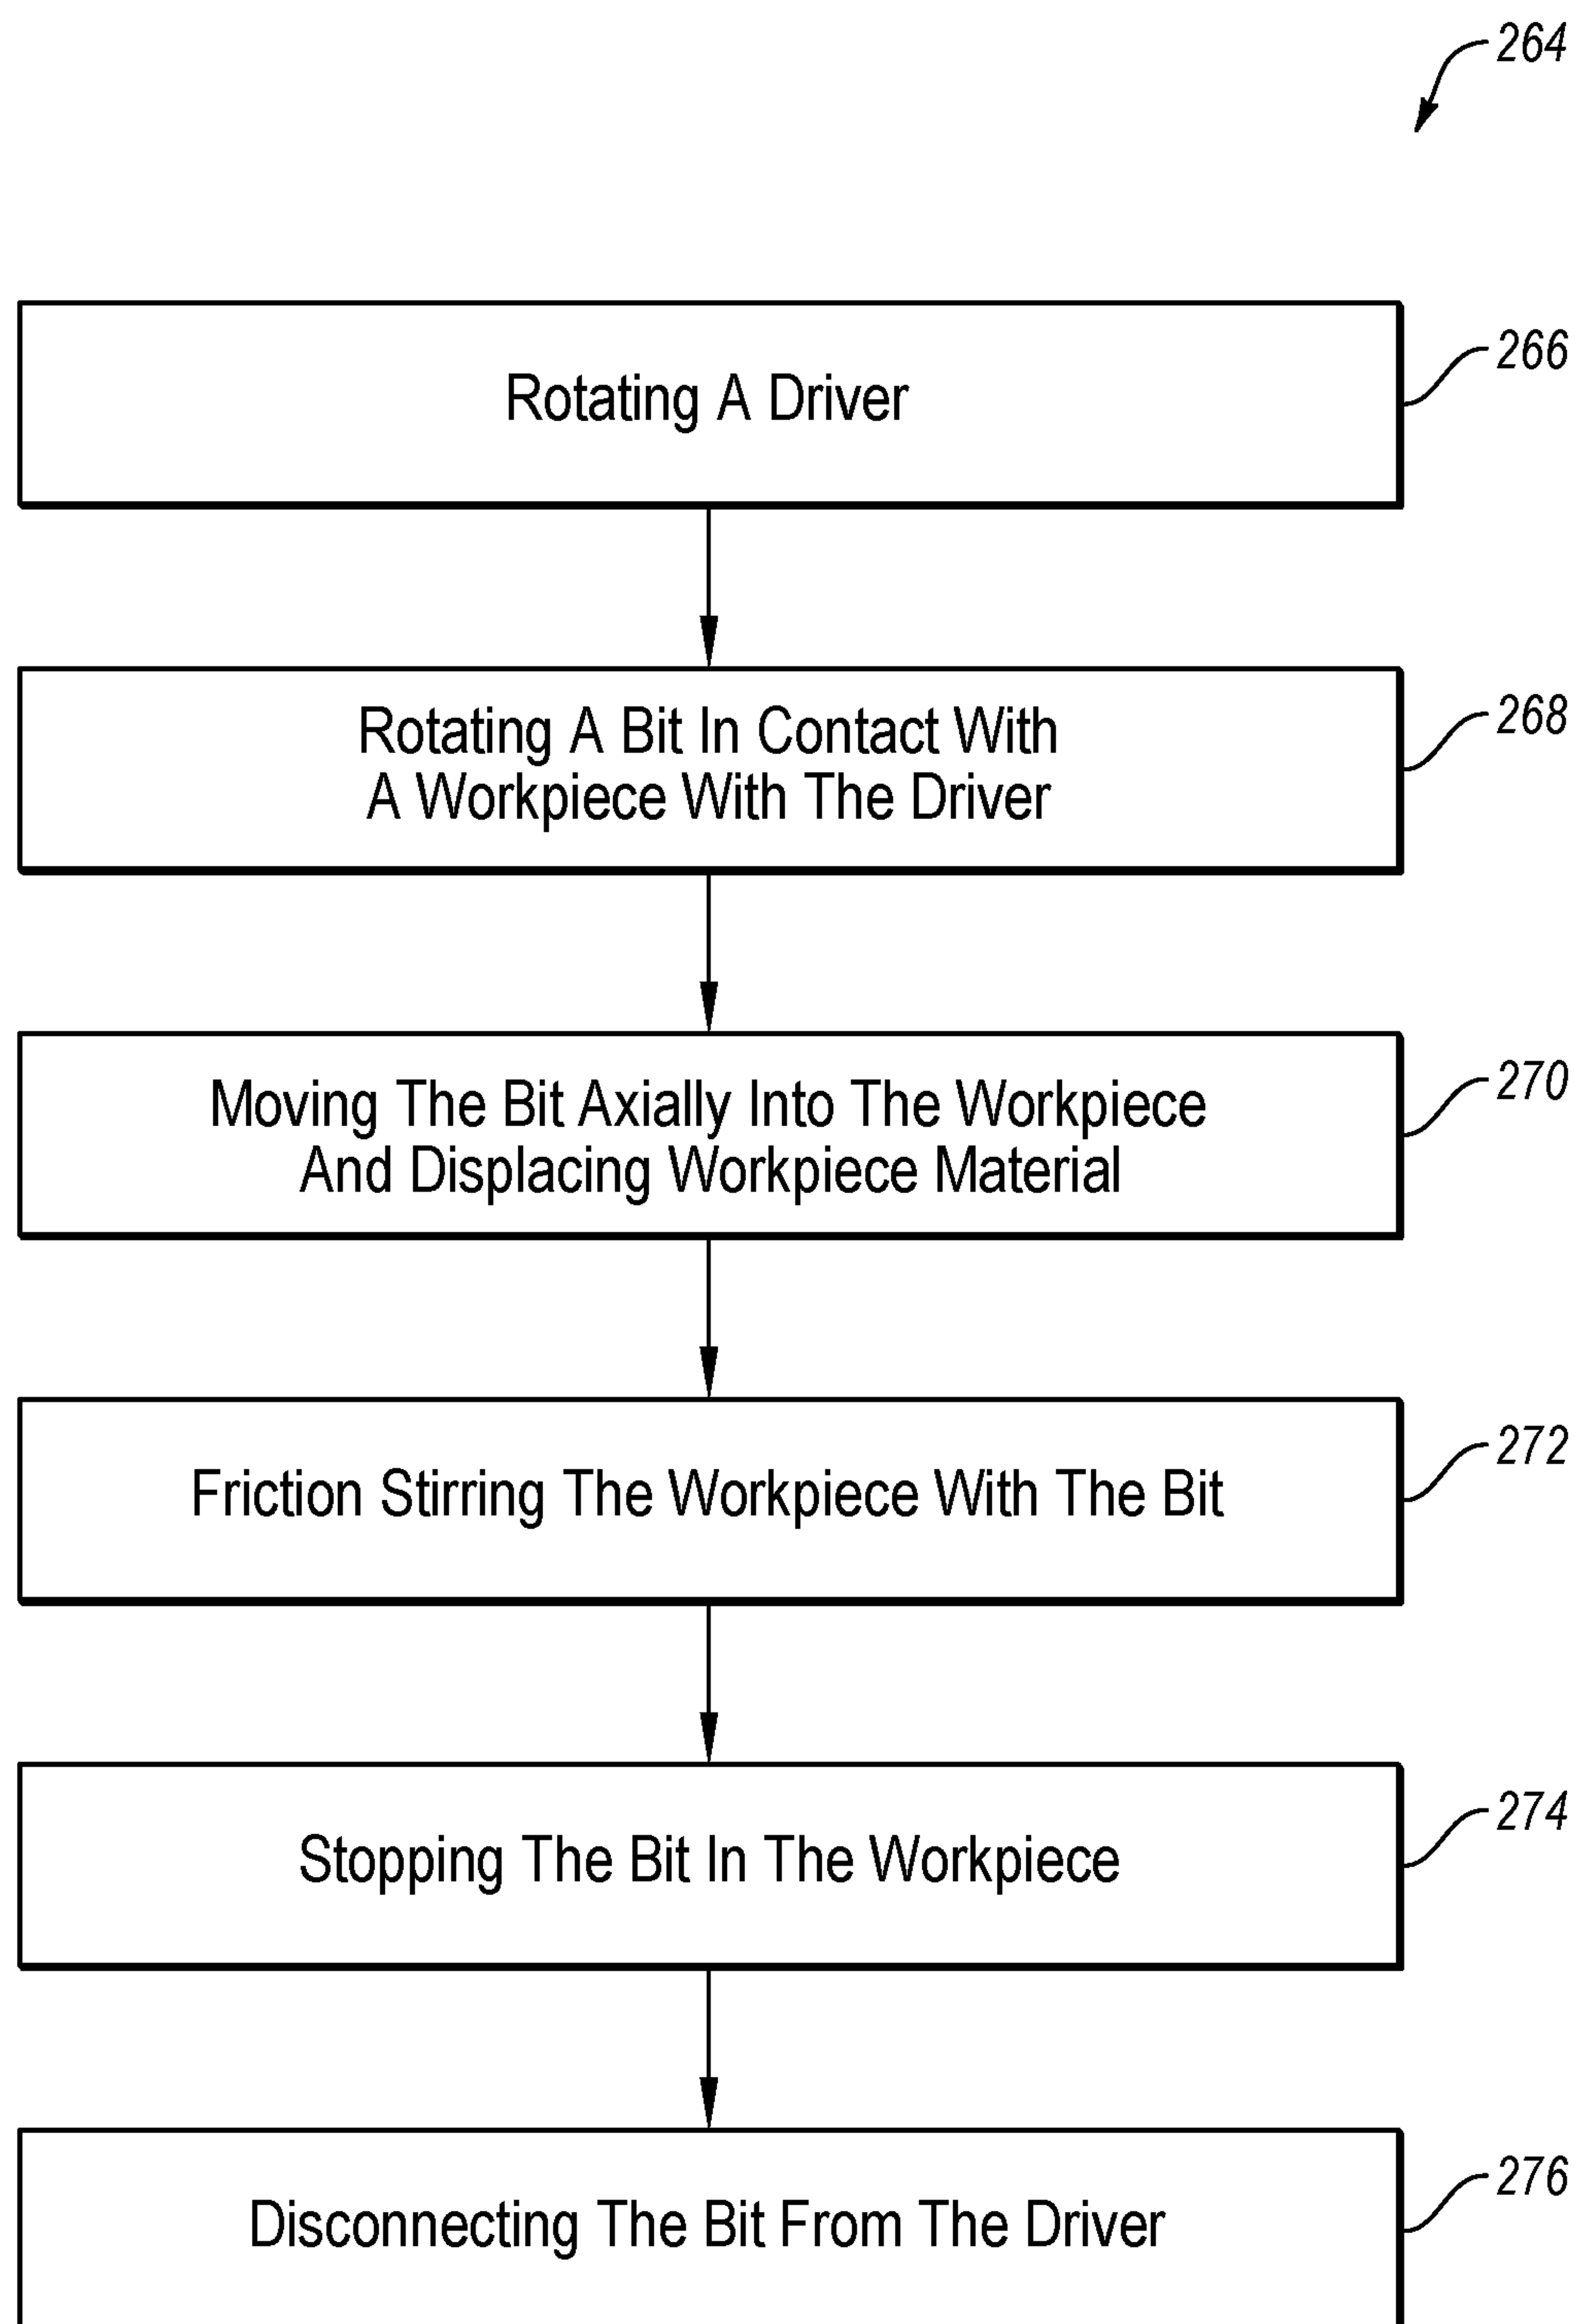 264
Rotating A Driver
266
Rotating A Bit In Contact With
A Workpiece With The Driver
268
Moving The Bit Axially Into The Workpiece
And Displacing Workpiece Material
270
Friction Stirring The Workpiece With The Bit
272
Stopping The Bit In The Workpiece
274
Disconnecting The Bit From The Driver
276